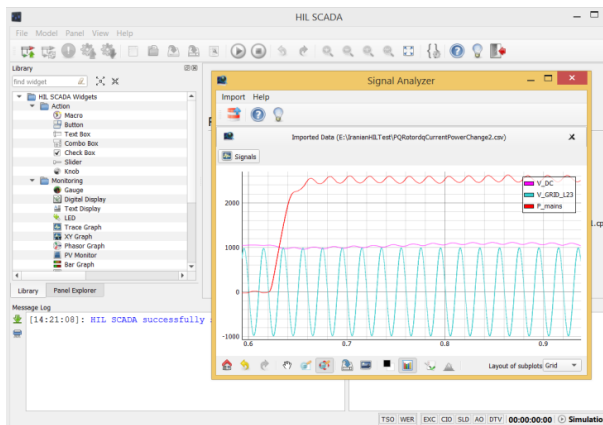 HIL SCADA
File Model Panel View Help
Library
find widget
HIL SCADA Widgets
Action
Macro
Button
Text Box
Combo Box
Check Box
Slider
Knob
Monitoring
Gauge
Digital Display
Text Display
LED
Trace Graph
XY Graph
Phasor Graph
PV Monitor
Bar Graph
Library Panel Explorer
Message Log
[14:21:08]: HIL SCADA successfully
Signal Analyzer
Import Help
Imported Data (E:\IranianHILTest\PQRotordqCurrentPowerChange2.csv)
Signals
V_DC
V_GRID_L23
P_mains
2000
1000
0
-1000
0.6 0.7 0.8 0.9
Layout of subplots Grid
TSO WER EXC CIO SLD AO DTV 00:00:00:00 Simulatio